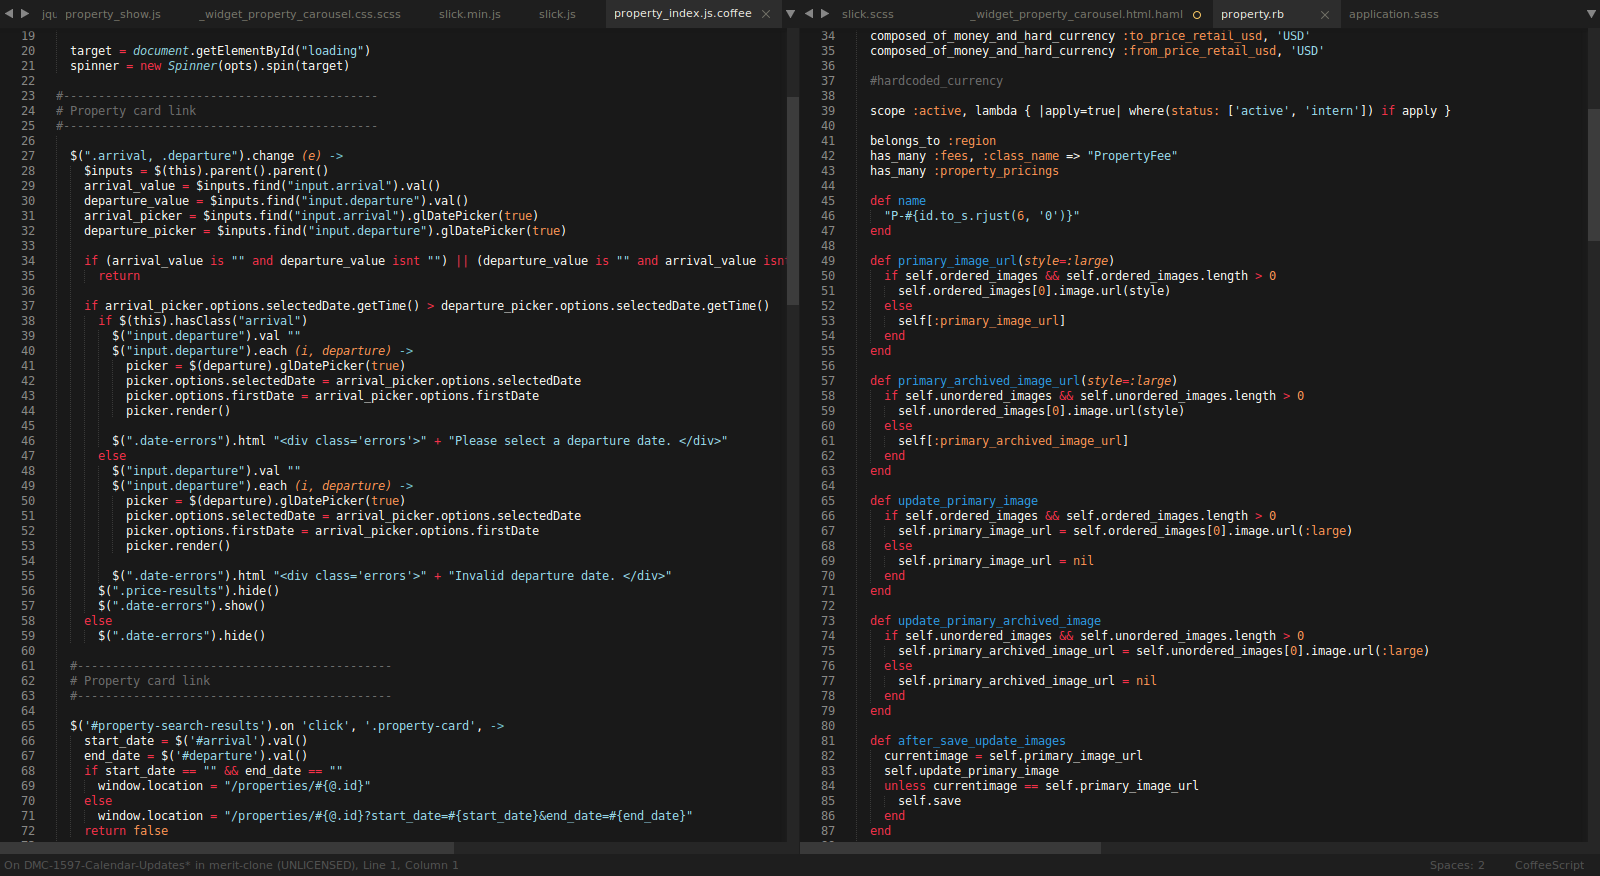 jqu property_show.js _widget_property_carousel.css.scss slick.min.js slick.js property_index.js.coffee
19
20 target = document.getElementById("loading")
21 spinner = new Spinner(opts).spin(target)
22
23 #---------------------------------------------
24 # Property card link
25 #---------------------------------------------
26
27 $(".arrival, .departure").change (e) ->
28 $inputs = $(this).parent().parent()
29 arrival_value = $inputs.find("input.arrival").val()
30 departure_value = $inputs.find("input.departure").val()
31 arrival_picker = $inputs.find("input.arrival").glDatePicker(true)
32 departure_picker = $inputs.find("input.departure").glDatePicker(true)
33
34 if (arrival_value is "" and departure_value isnt "") || (departure_value is "" and arrival_value isnt
35 return
36
37 if arrival_picker.options.selectedDate.getTime() > departure_picker.options.selectedDate.getTime()
38 if $(this).hasClass("arrival")
39 $("input.departure").val ""
40 $("input.departure").each (i, departure) ->
41 picker = $(departure).glDatePicker(true)
42 picker.options.selectedDate = arrival_picker.options.selectedDate
43 picker.options.firstDate = arrival_picker.options.firstDate
44 picker.render()
45
46 $(".date-errors").html "<div class='errors'>" + "Please select a departure date. </div>"
47 else
48 $("input.departure").val ""
49 $("input.departure").each (i, departure) ->
50 picker = $(departure).glDatePicker(true)
51 picker.options.selectedDate = arrival_picker.options.selectedDate
52 picker.options.firstDate = arrival_picker.options.firstDate
53 picker.render()
54
55 $(".date-errors").html "<div class='errors'>" + "Invalid departure date. </div>"
56 $(".price-results").hide()
57 $(".date-errors").show()
58 else
59 $(".date-errors").hide()
60
61 #---------------------------------------------
62 # Property card link
63 #---------------------------------------------
64
65 $('#property-search-results').on 'click', '.property-card', ->
66 start_date = $('#arrival').val()
67 end_date = $('#departure').val()
68 if start_date == "" && end_date == ""
69 window.location = "/properties/#{@.id}"
70 else
71 window.location = "/properties/#{@.id}?start_date=#{start_date}&end_date=#{end_date}"
72 return false
slick.scss _widget_property_carousel.html.haml property.rb application.sass
34 composed_of_money_and_hard_currency :to_price_retail_usd, 'USD'
35 composed_of_money_and_hard_currency :from_price_retail_usd, 'USD'
36
37 #hardcoded_currency
38
39 scope :active, lambda { |apply=true| where(status: ['active', 'intern']) if apply }
40
41 belongs_to :region
42 has_many :fees, :class_name => "PropertyFee"
43 has_many :property_pricings
44
45 def name
46 "P-#{id.to_s.rjust(6, '0')}"
47 end
48
49 def primary_image_url(style=:large)
50 if self.ordered_images && self.ordered_images.length > 0
51 self.ordered_images[0].image.url(style)
52 else
53 self[:primary_image_url]
54 end
55 end
56
57 def primary_archived_image_url(style=:large)
58 if self.unordered_images && self.unordered_images.length > 0
59 self.unordered_images[0].image.url(style)
60 else
61 self[:primary_archived_image_url]
62 end
63 end
64
65 def update_primary_image
66 if self.ordered_images && self.ordered_images.length > 0
67 self.primary_image_url = self.ordered_images[0].image.url(:large)
68 else
69 self.primary_image_url = nil
70 end
71 end
72
73 def update_primary_archived_image
74 if self.unordered_images && self.unordered_images.length > 0
75 self.primary_archived_image_url = self.unordered_images[0].image.url(:large)
76 else
77 self.primary_archived_image_url = nil
78 end
79 end
80
81 def after_save_update_images
82 currentimage = self.primary_image_url
83 self.update_primary_image
84 unless currentimage == self.primary_image_url
85 self.save
86 end
87 end
On DMC-1597-Calendar-Updates* in merit-clone (UNLICENSED), Line 1, Column 1 Spaces: 2 CoffeeScript